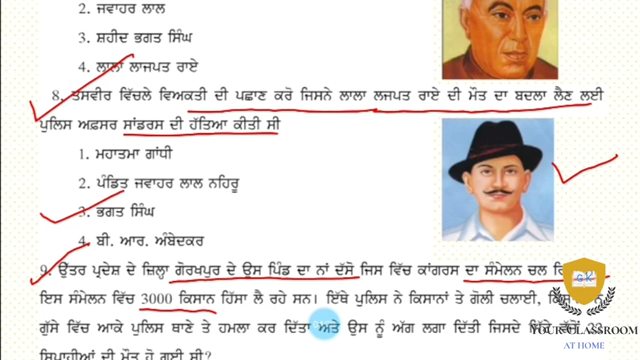 2. ਜਵਾਹਰ ਲਾਲ
3. ਸ਼ਹੀਦ ਭਗਤ ਸਿੰਘ
4. ਲਾਲਾ ਲਾਜਪਤ ਰਾਏ
8. ਤਸਵੀਰ ਵਿੱਚਲੇ ਵਿਅਕਤੀ ਦੀ ਪਛਾਣ ਕਰੋ ਜਿਸਨੇ ਲਾਲਾ ਲਜਪਤ ਰਾਏ ਦੀ ਮੌਤ ਦਾ ਬਦਲਾ ਲੈਣ ਲਈ
ਪੁਲਿਸ ਅਫ਼ਸਰ ਸਾਂਡਰਸ ਦੀ ਹੱਤਿਆ ਕੀਤੀ ਸੀ
1. ਮਹਾਤਮਾ ਗਾਂਧੀ
2. ਪੰਡਿਤ ਜਵਾਹਰ ਲਾਲ ਨਹਿਰੂ
3. ਭਗਤ ਸਿੰਘ
4. ਬੀ. ਆਰ. ਅੰਬੇਦਕਰ
9. ਉੱਤਰ ਪ੍ਰਦੇਸ਼ ਦੇ ਜ਼ਿਲ੍ਹਾ ਗੋਰਖਪੁਰ ਦੇ ਉਸ ਪਿੰਡ ਦਾ ਨਾਂ ਦੱਸੋ ਜਿਸ ਵਿੱਚ ਕਾਂਗਰਸ ਦਾ ਸੰਮੇਲਨ ਚਲ
ਇਸ ਸੰਮੇਲਨ ਵਿੱਚ 3000 ਕਿਸਾਨ ਹਿੱਸਾ ਲੈ ਰਹੇ ਸਨ। ਇੱਥੇ ਪੁਲਿਸ ਨੇ ਕਿਸਾਨਾਂ ਤੇ ਗੋਲੀ ਚਲਾਈ,
ਗੁੱਸੇ ਵਿੱਚ ਆਕੇ ਪੁਲਿਸ ਥਾਣੇ ਤੇ ਹਮਲਾ ਕਰ ਦਿੱਤਾ ਅਤੇ ਉਸ ਨੂੰ ਅੱਗ ਲਗਾ ਦਿੱਤੀ ਜਿਸਦੇ
ਸਿਪਾਹੀਆਂ ਦੀ ਮੌਤ ਹੋ ਗਈ ਸੀ?
GK
YOUR CLASSROOM
AT HOME